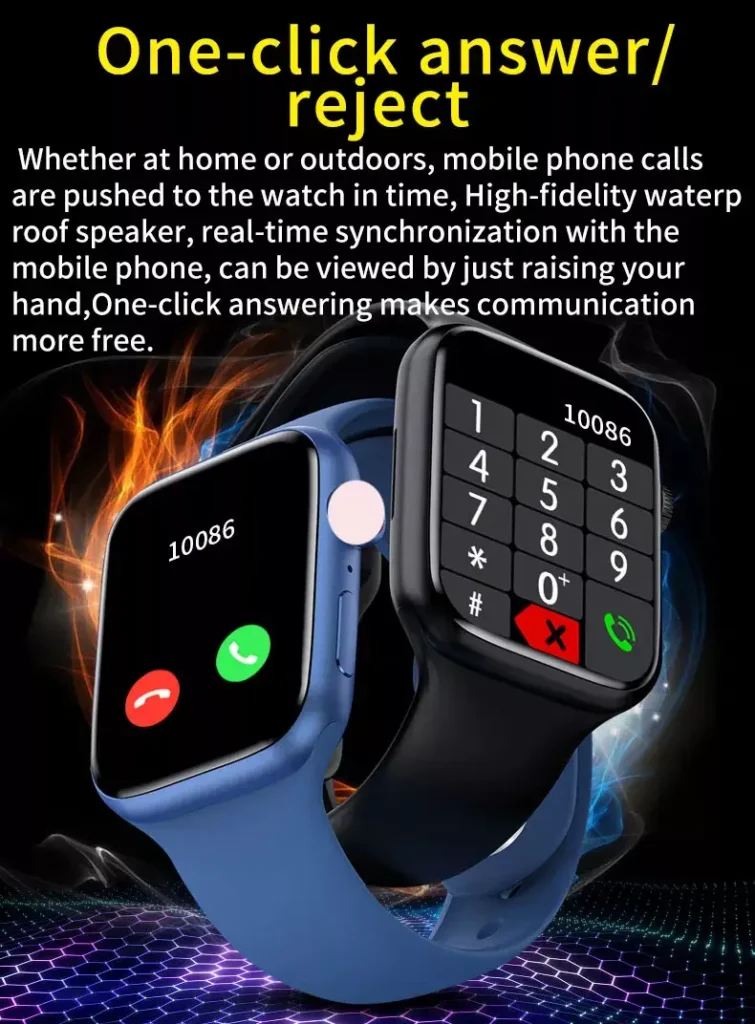 One-click answer/
reject
Whether at home or outdoors, mobile phone calls
are pushed to the watch in time, High-fidelity waterp
roof speaker, real-time synchronization with the
mobile phone, can be viewed by just raising your
hand,One-click answering makes communication
more free.
10086
10086
1 2 3
4 5 6
7 8 9
* 0+
#
X